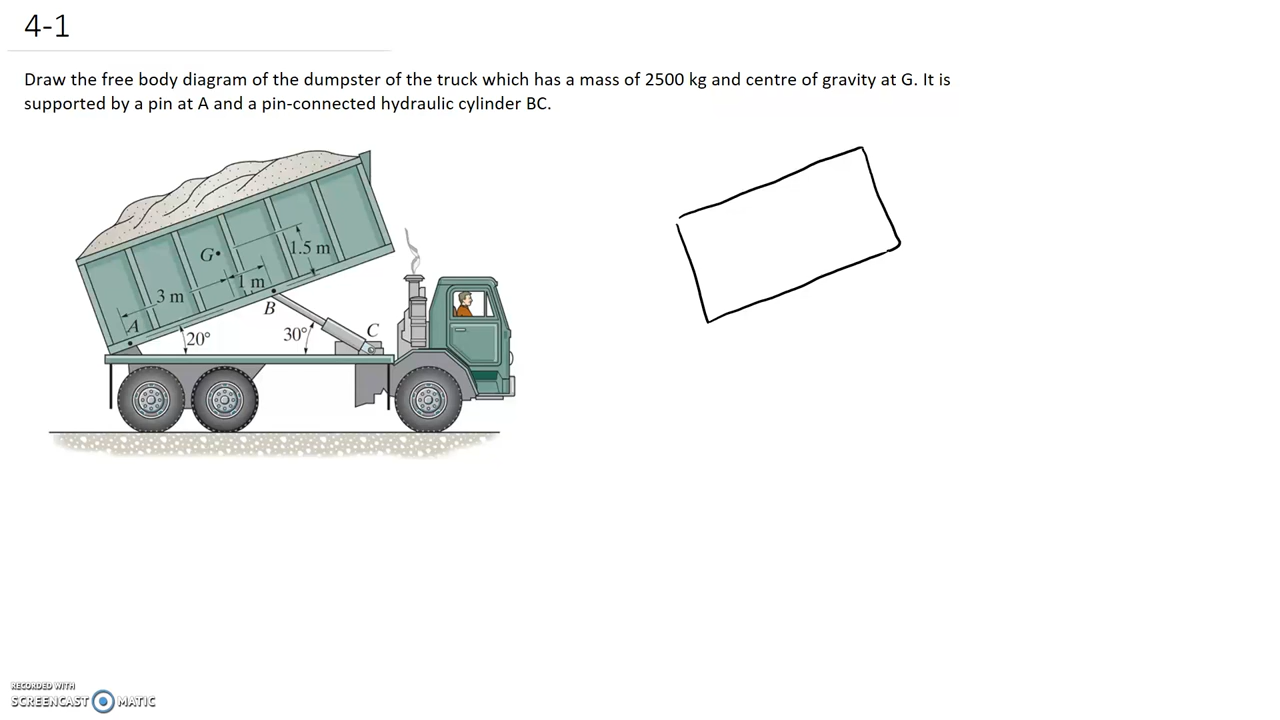 4-1
Draw the free body diagram of the dumpster of the truck which has a mass of 2500 kg and centre of gravity at G. It is
supported by a pin at A and a pin-connected hydraulic cylinder BC.
G
1.5 m
1 m
3 m
B
A
20°
30°
C
RECORDED WITH
SCREENCAST MATIC